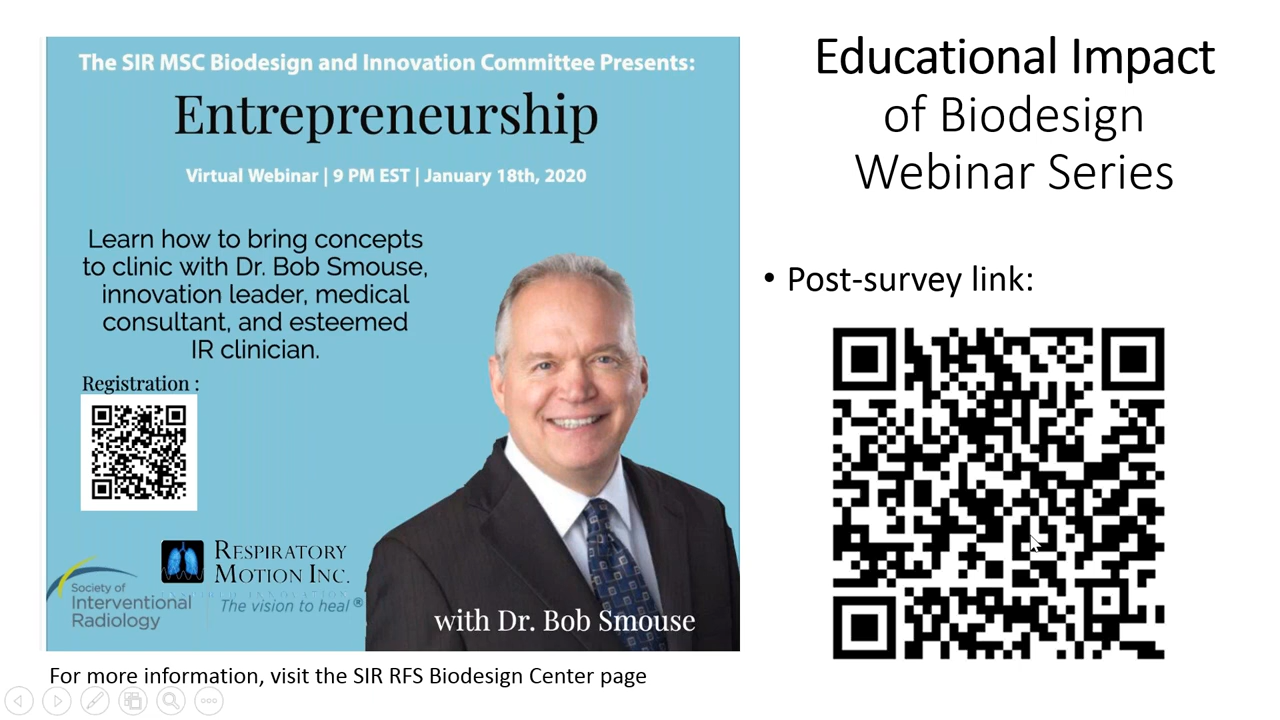 The SIR MSC Biodesign and Innovation Committee Presents:
Entrepreneurship
Virtual Webinar | 9 PM EST | January 18th, 2020
Learn how to bring concepts
to clinic with Dr. Bob Smouse,
innovation leader, medical
consultant, and esteemed
IR clinician.
Registration :
Society of
Interventional
Radiology
RESPIRATORY
MOTION INC.
The vision to heal®
with Dr. Bob Smouse
For more information, visit the SIR RFS Biodesign Center page
Educational Impact
of Biodesign
Webinar Series
• Post-survey link: